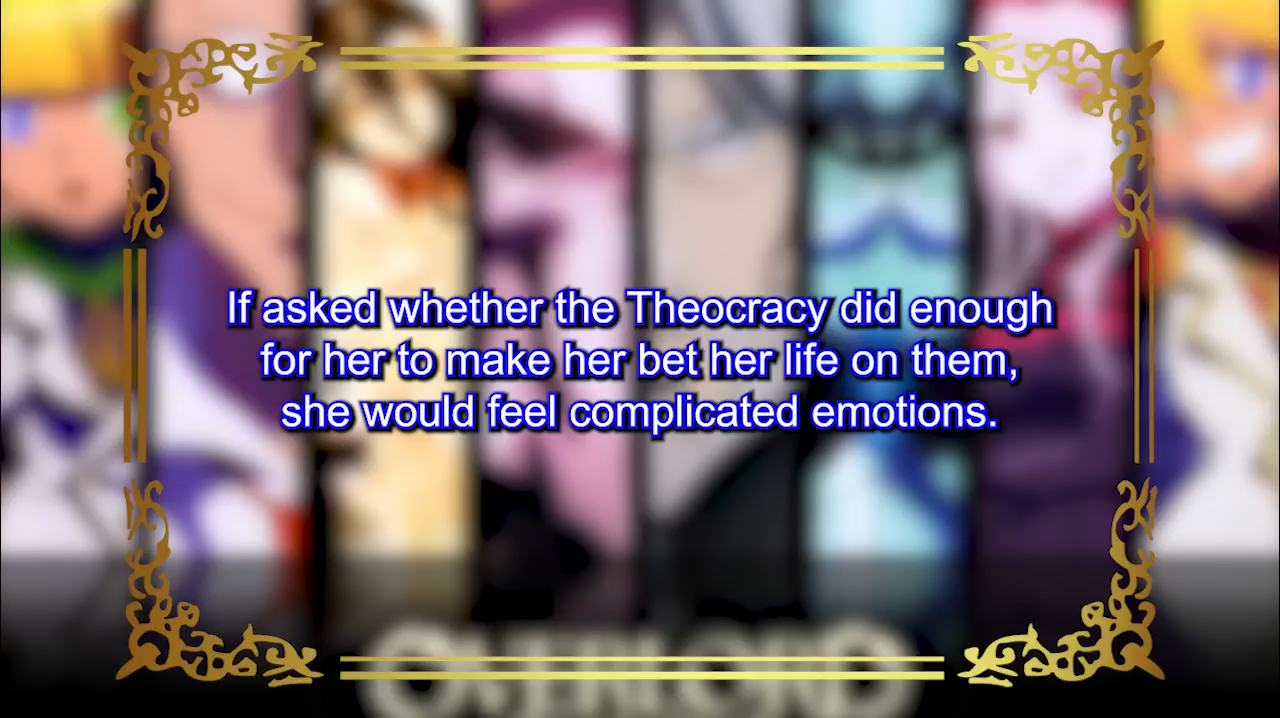 If asked whether the Theocracy did enough
for her to make her bet her life on them,
she would feel complicated emotions.
OVERLORD